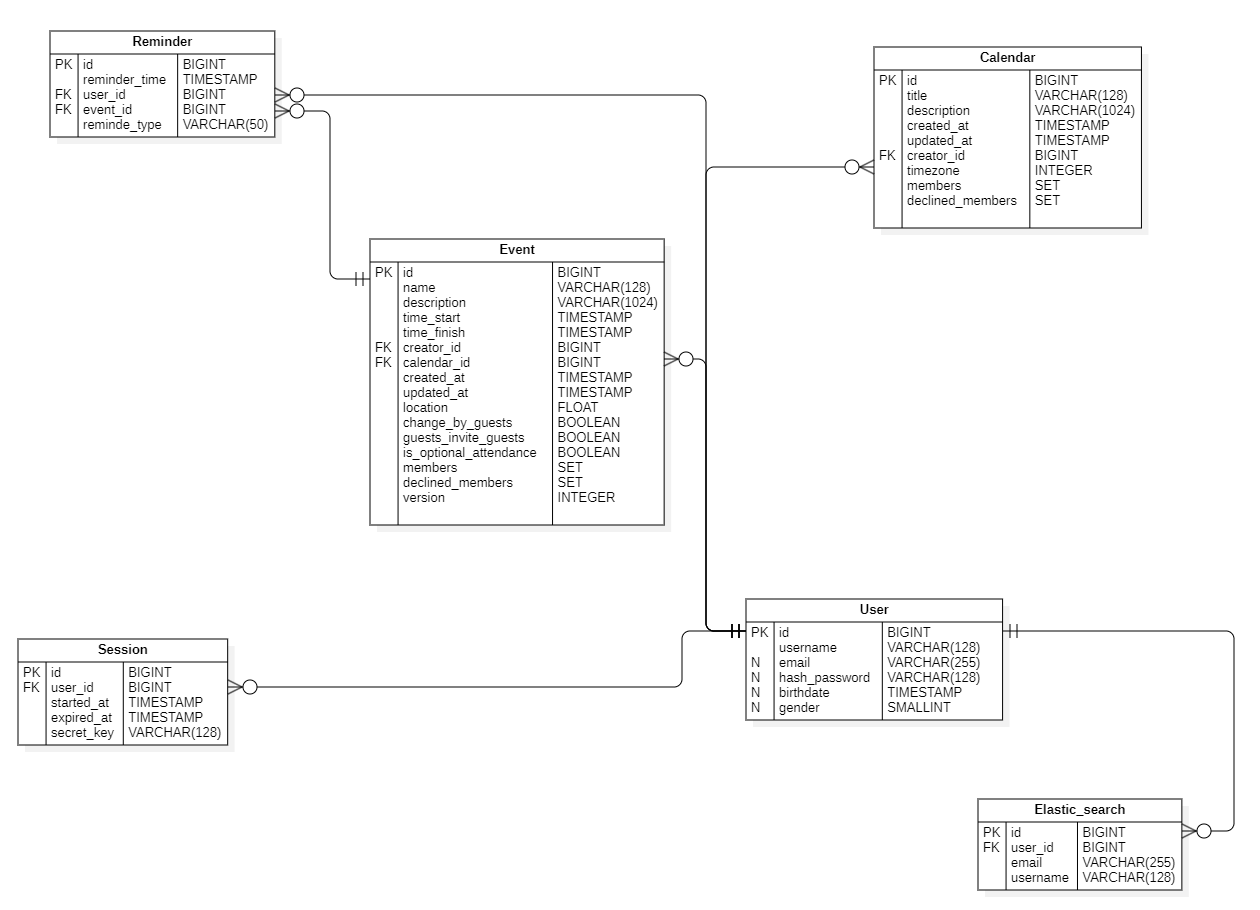 Reminder
PK id BIGINT
reminder_time TIMESTAMP
FK user_id BIGINT
FK event_id BIGINT
reminde_type VARCHAR(50)
Calendar
PK id BIGINT
title VARCHAR(128)
description VARCHAR(1024)
created_at TIMESTAMP
updated_at TIMESTAMP
FK creator_id BIGINT
timezone INTEGER
members SET
declined_members SET
Event
PK id BIGINT
name VARCHAR(128)
description VARCHAR(1024)
time_start TIMESTAMP
time_finish TIMESTAMP
FK creator_id BIGINT
FK calendar_id BIGINT
created_at TIMESTAMP
updated_at TIMESTAMP
location FLOAT
change_by_guests BOOLEAN
guests_invite_guests BOOLEAN
is_optional_attendance BOOLEAN
members SET
declined_members SET
version INTEGER
User
PK id BIGINT
username VARCHAR(128)
N email VARCHAR(255)
N hash_password VARCHAR(128)
N birthdate TIMESTAMP
N gender SMALLINT
Session
PK id BIGINT
FK user_id BIGINT
started_at TIMESTAMP
expired_at TIMESTAMP
secret_key VARCHAR(128)
Elastic_search
PK id BIGINT
FK user_id BIGINT
email VARCHAR(255)
username VARCHAR(128)